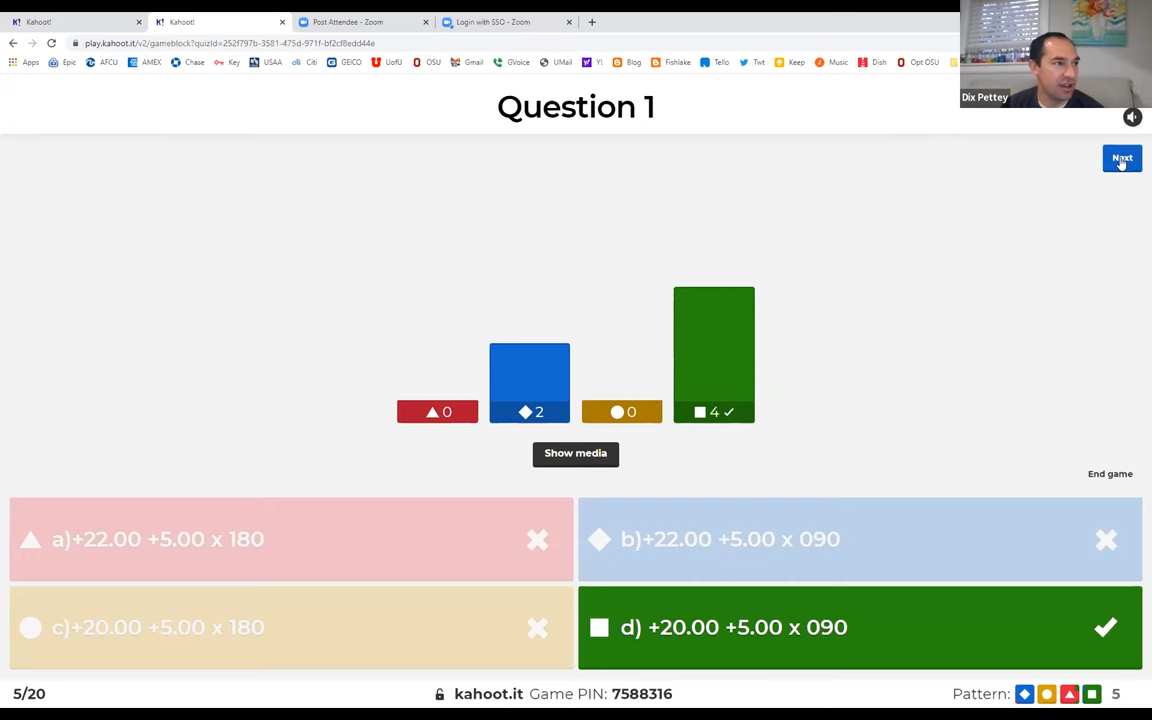 Kahoot!
Kahoot!
Post Attendee - Zoom
Login with SSO - Zoom
play.kahoot.it/v2/gameblock?quizId=252f797b-3581-475d-971f-bf2cf8edd44e
Apps Epic AFCU AMEX Chase Key USAA Citi GEICO UofU OSU Gmail GVoice UMail Y! Blog Fishlake Tello Twt Keep Music Dish Opt OSU
Dix Pettey
Question 1
Next
0
2
0
4
Show media
End game
a)+22.00 +5.00 x 180
b)+22.00 +5.00 x 090
c)+20.00 +5.00 x 180
d) +20.00 +5.00 x 090
5/20
kahoot.it Game PIN: 7588316
Pattern: 5